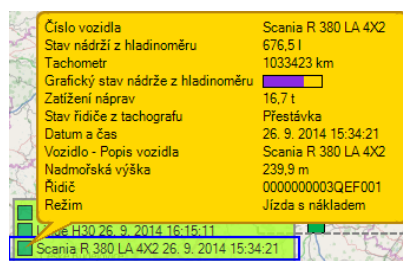 Číslo vozidla Scania R 380 LA 4X2
Stav nádrží z hladinoměru 676,5 l
Tachometr 1033423 km
Grafický stav nádrže z hladinoměru
Zatížení náprav 16,7 t
Stav řidiče z tachografu Přestávka
Datum a čas 26. 9. 2014 15:34:21
Vozidlo - Popis vozidla Scania R 380 LA 4X2
Nadmořská výška 239,9 m
Řidič 0000000003QEF001
Režim Jízda s nákladem
H30 26. 9. 2014 16:15:11
Scania R 380 LA 4X2 26. 9. 2014 15:34:21